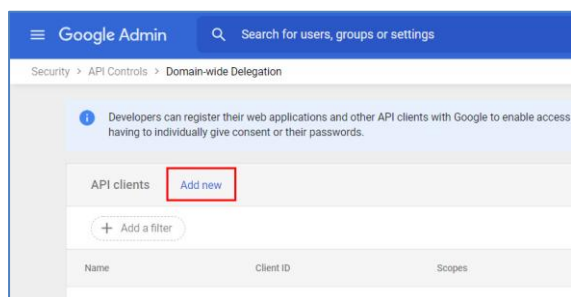 Google Admin
Search for users, groups or settings
Security > API Controls > Domain-wide Delegation
Developers can register their web applications and other API clients with Google to enable access
having to individually give consent or their passwords.
API clients Add new
+ Add a filter
Name Client ID Scopes